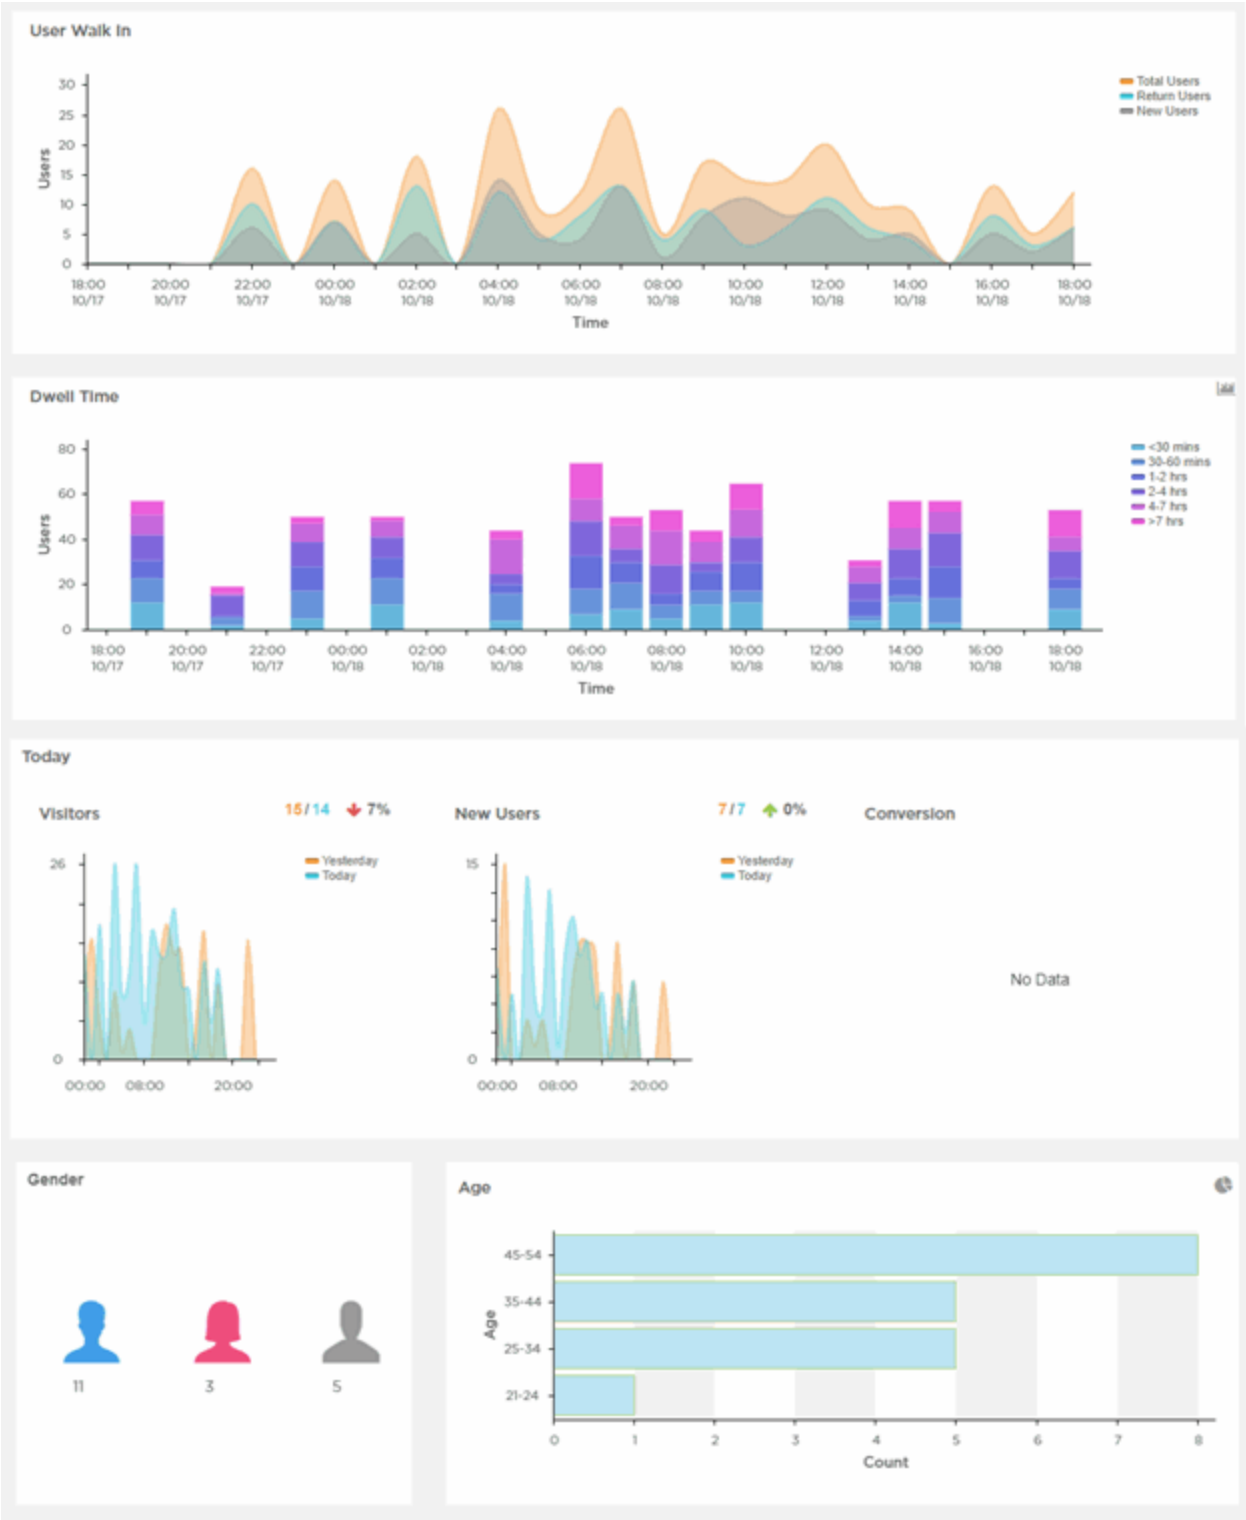 User Walk In
30
25
20
15
10
5
0
Users
Total Users
Return Users
New Users
18:00 20:00 22:00 00:00 02:00 04:00 06:00 08:00 10:00 12:00 14:00 16:00 18:00
10/17 10/17 10/17 10/18 10/18 10/18 10/18 10/18 10/18 10/18 10/18 10/18 10/18
Time
Dwell Time
80
60
40
20
0
Users
<30 mins
30-60 mins
1-2 hrs
2-4 hrs
4-7 hrs
>7 hrs
18:00 20:00 22:00 00:00 02:00 04:00 06:00 08:00 10:00 12:00 14:00 16:00 18:00
10/17 10/17 10/17 10/18 10/18 10/18 10/18 10/18 10/18 10/18 10/18 10/18 10/18
Time
Today
Visitors 15/14 7%
26
0
Yesterday
Today
00:00 08:00 20:00
New Users 7/7 0%
15
0
Yesterday
Today
00:00 08:00 20:00
Conversion
No Data
Gender
11 3 5
Age
Age
45-54
35-44
25-34
21-24
0 1 2 3 4 5 6 7 8
Count